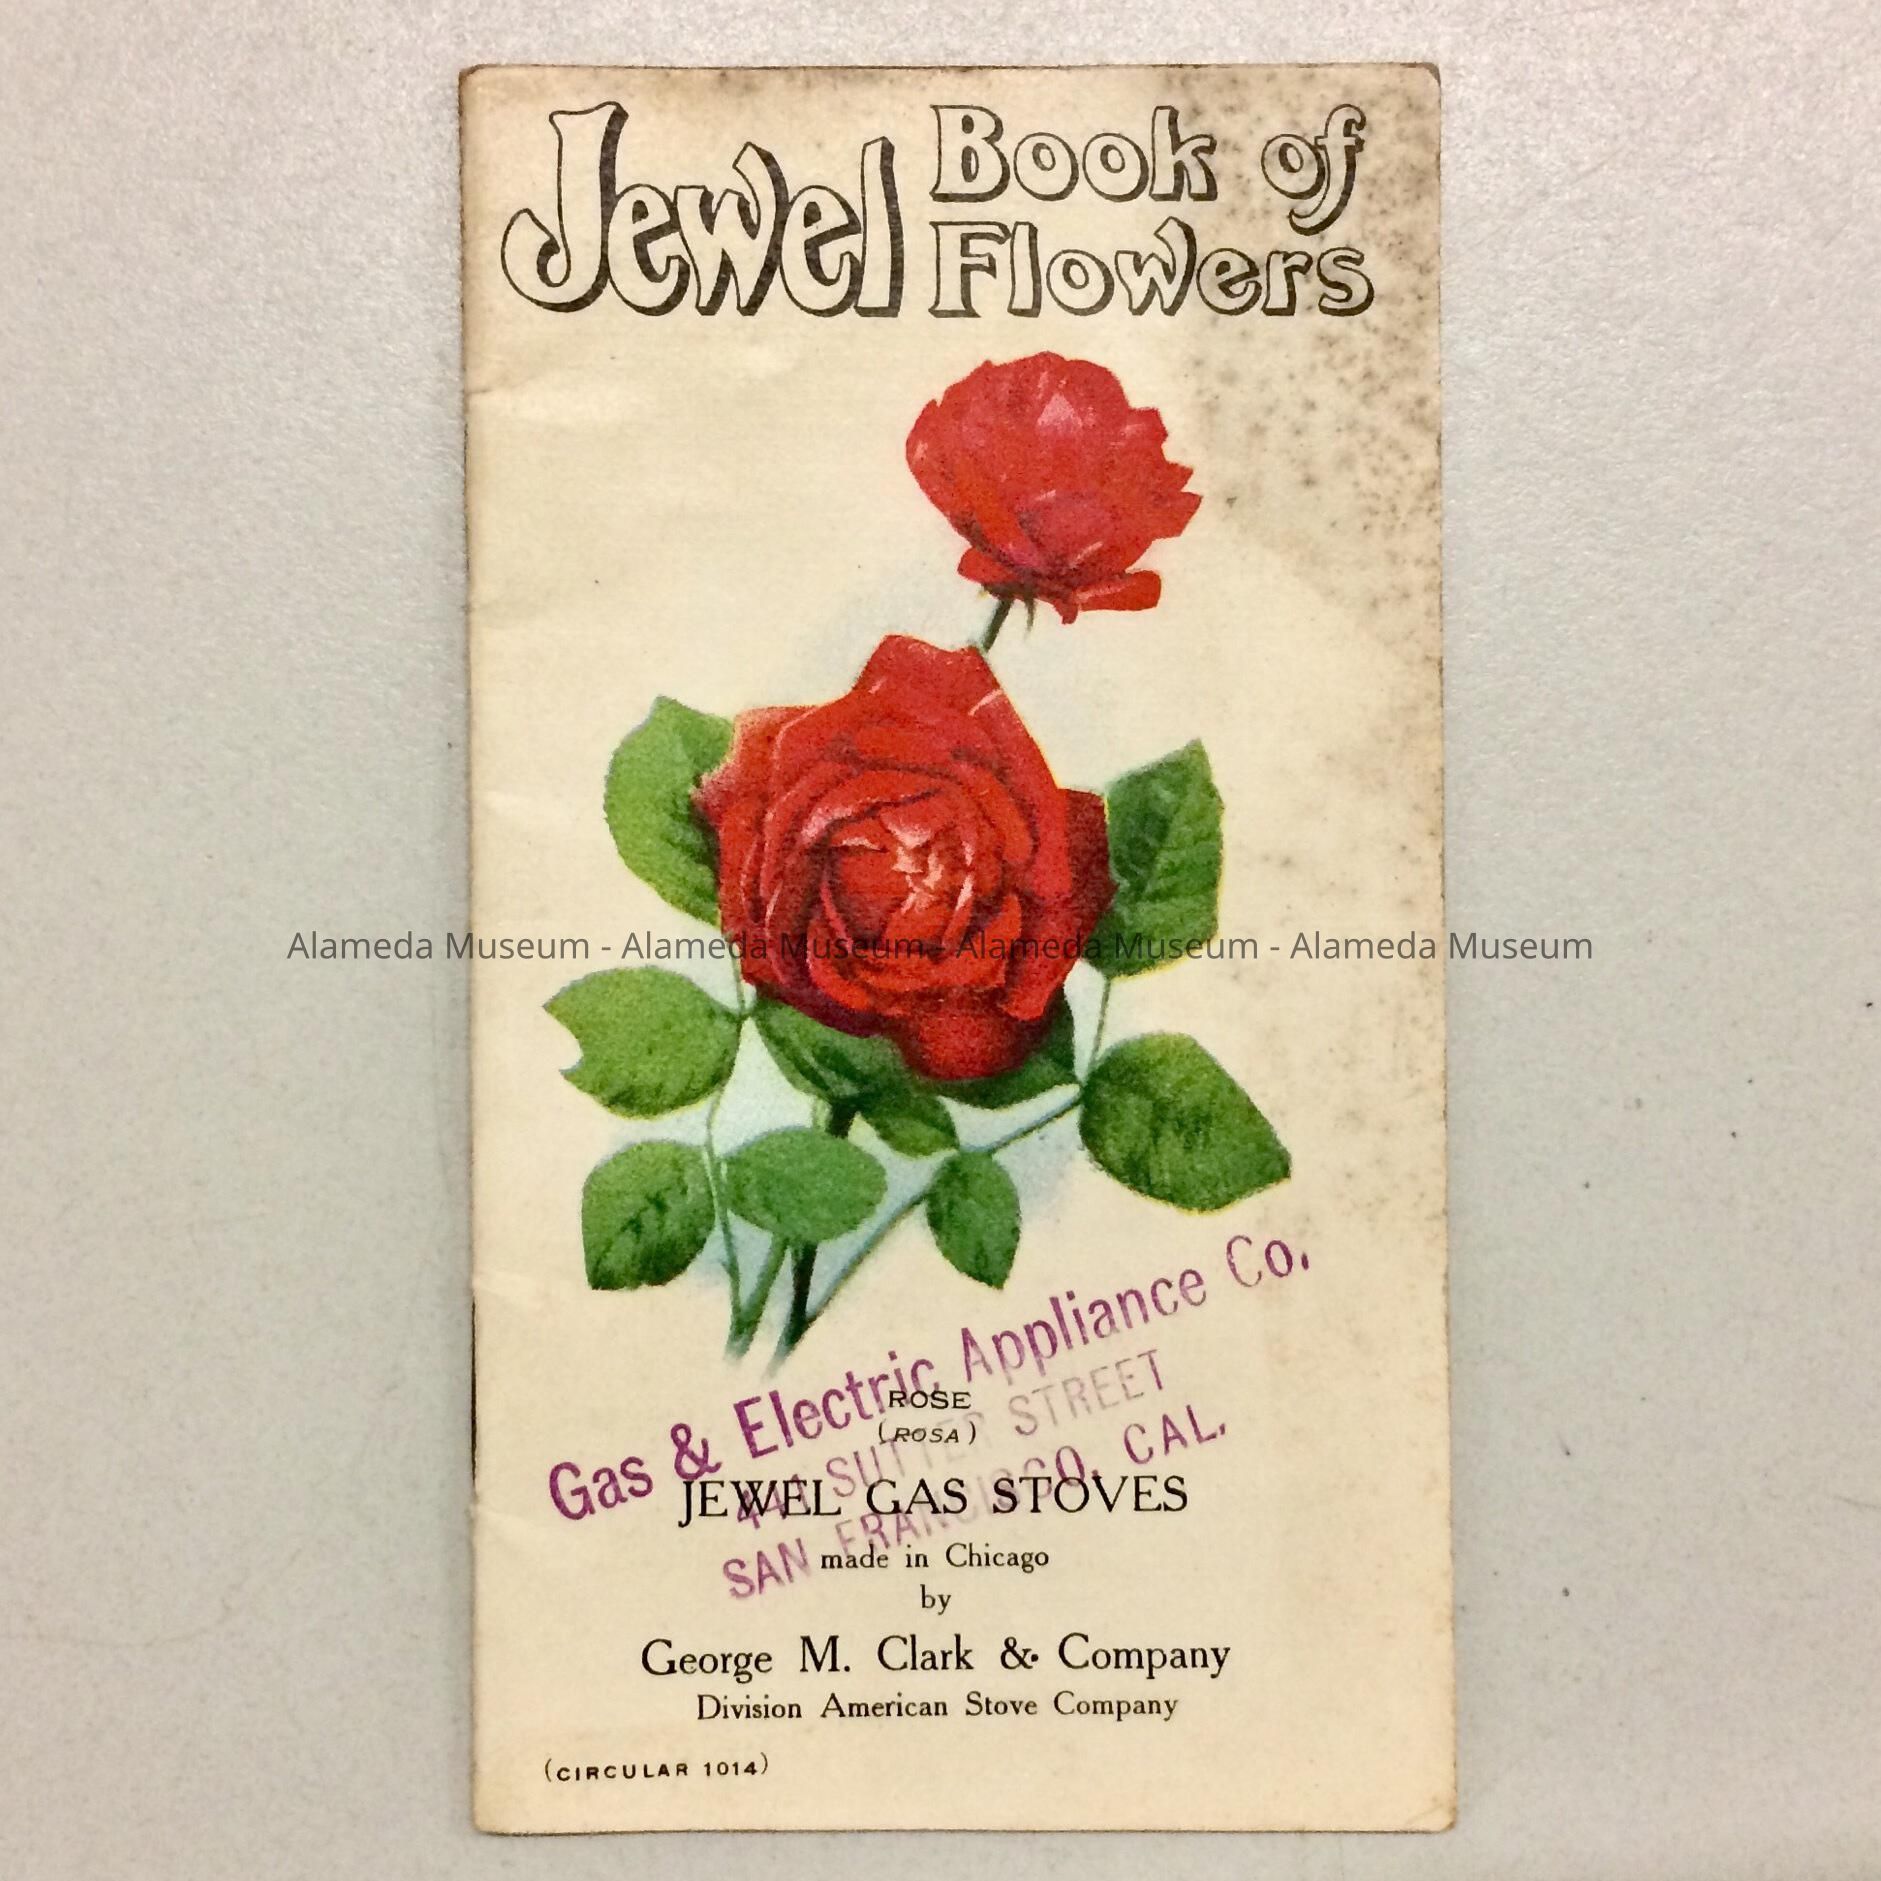 Jewel Book of
Flowers
Alameda Museum - Alameda Museum - Alameda Museum - Alameda Museum
Gas & Electric Appliance Co.
441 SUTTER STREET
SAN FRANCISCO, CAL.
ROSE
(ROSA)
JEWEL GAS STOVES
made in Chicago
by
George M. Clark & Company
Division American Stove Company
(CIRCULAR 1014)